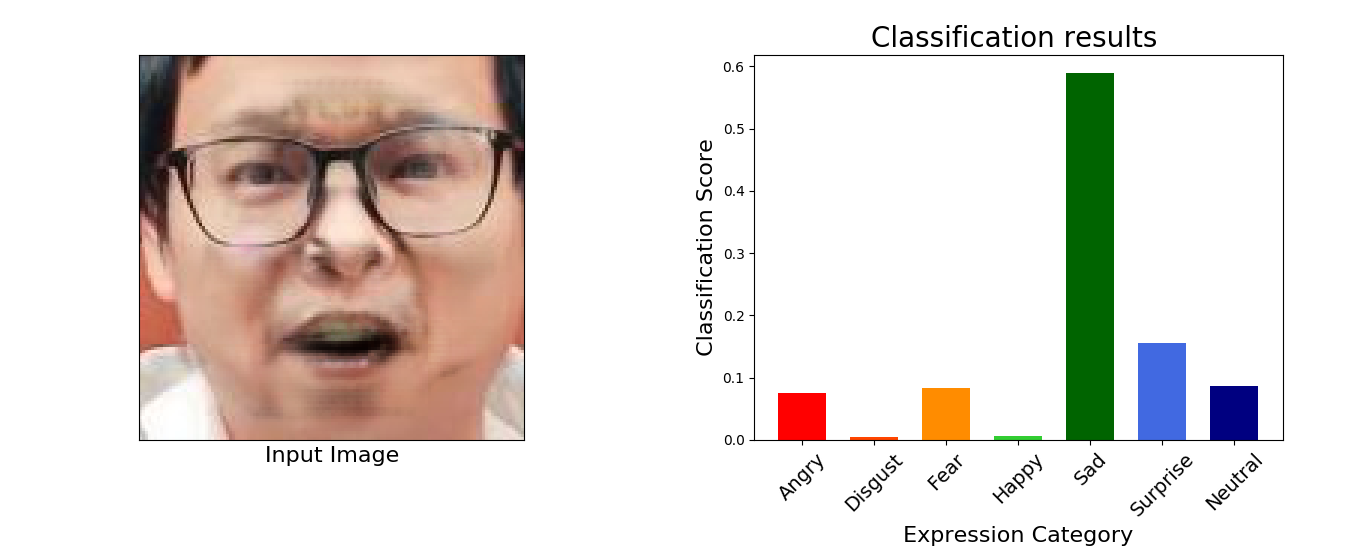 Classification results
Classification Score
0.6
0.5
0.4
0.3
0.2
0.1
0.0
Angry
Disgust
Fear
Happy
Sad
Surprise
Neutral
Expression Category
Input Image